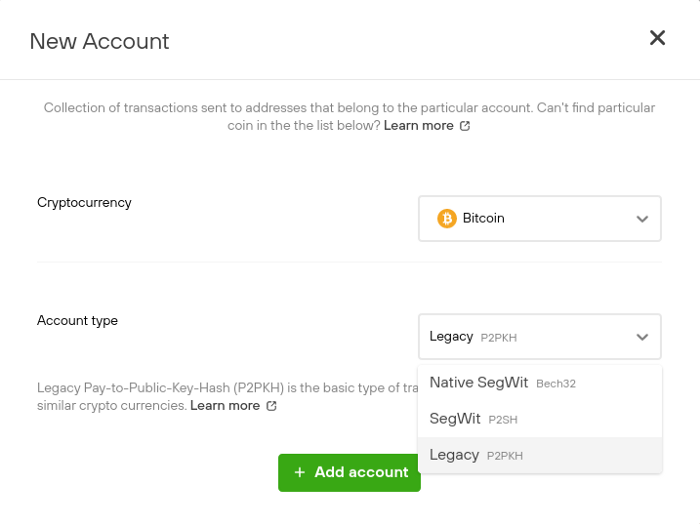 New Account
Collection of transactions sent to addresses that belong to the particular account. Can't find particular
coin in the the list below? Learn more
Cryptocurrency
Bitcoin
Account type
Legacy P2PKH
Legacy Pay-to-Public-Key-Hash (P2PKH) is the basic type of tra
similar crypto currencies. Learn more
Native SegWit Bech32
SegWit P2SH
Legacy P2PKH
+ Add account